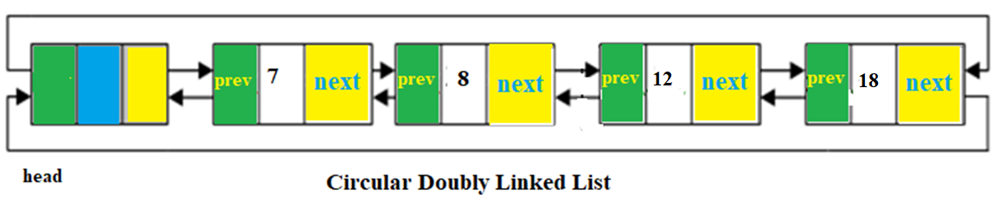 prev 7 next prev 8 next prev 12 next prev 18 next
head
Circular Doubly Linked List